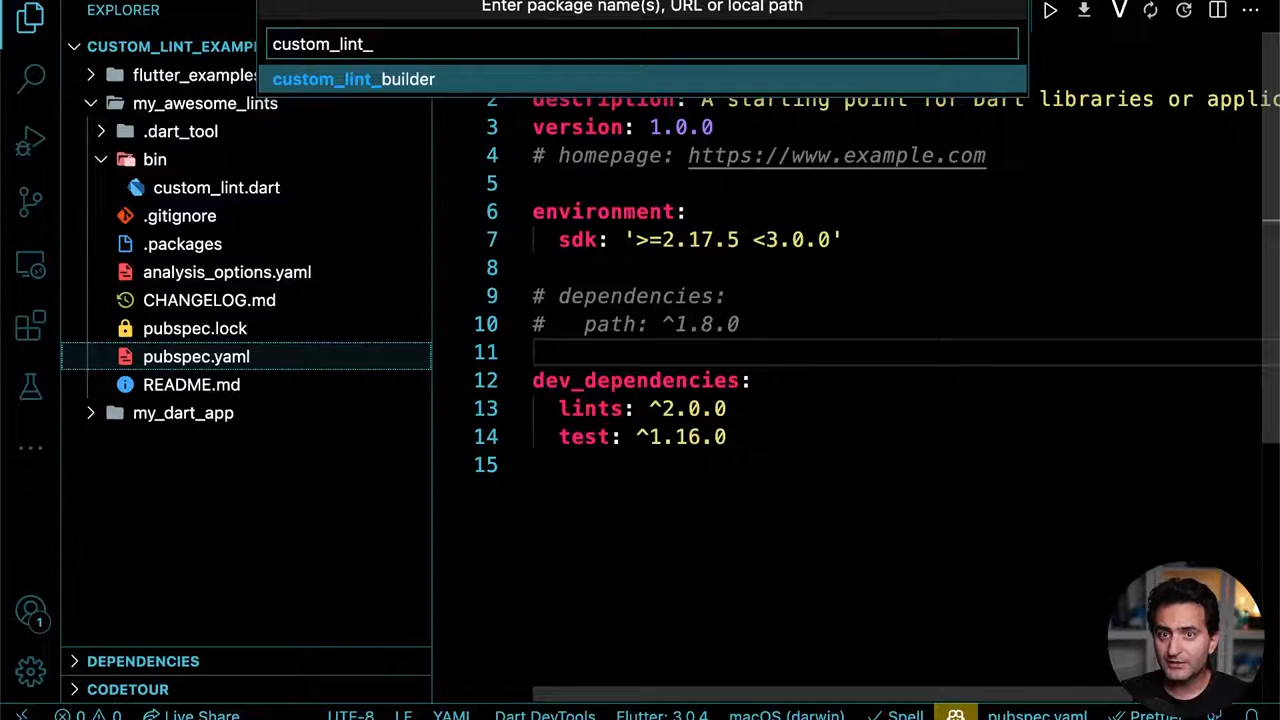 EXPLORER
Enter package name(s), URL or local path
custom_lint_
custom_lint_builder
CUSTOM_LINT_EXAMP
flutter_examples
my_awesome_lints
.dart_tool
bin
custom_lint.dart
.gitignore
.packages
analysis_options.yaml
CHANGELOG.md
pubspec.lock
pubspec.yaml
README.md
my_dart_app
DEPENDENCIES
CODETOUR
2 description: A starting point for Dart libraries or applic
3 version: 1.0.0
4 # homepage: https://www.example.com
5
6 environment:
7 sdk: '>=2.17.5 <3.0.0'
8
9 # dependencies:
10 # path: ^1.8.0
11
12 dev_dependencies:
13 lints: ^2.0.0
14 test: ^1.16.0
15
1
0 0 Live Share UTF-8 LF YAML Dart DevTools Flutter: 3.0.4 macOS (darwin) Spell pubspec.yaml Prettier